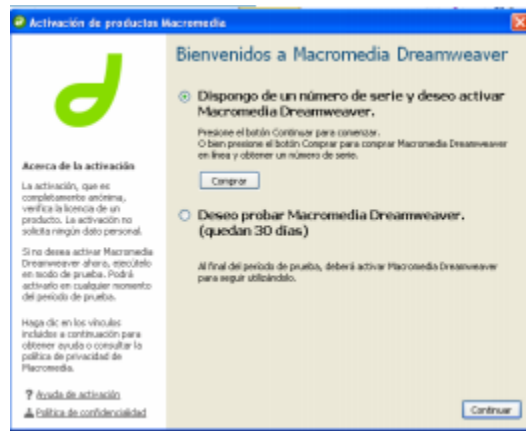 Activación de productos Macromedia
Bienvenidos a Macromedia Dreamweaver
Dispongo de un número de serie y deseo activar
Macromedia Dreamweaver.
Presione el botón Continuar para comenzar.
O bien presione el botón Comprar para comprar Macromedia Dreamweaver
en línea y obtener un número de serie.
Comprar
Deseo probar Macromedia Dreamweaver.
(quedan 30 días)
Al final del periodo de prueba, deberá activar Macromedia Dreamweaver
para seguir utilizándolo.
Acerca de la activación
La activación, que es
completamente anónima,
verifica la licencia de un
producto. La activación no
solicita ningún dato personal.
Si no desea activar Macromedia
Dreamweaver ahora, ejecútelo
en modo de prueba. Podrá
activarlo en cualquier momento
del periodo de prueba.
Haga clic en los vínculos
incluidos a continuación para
obtener ayuda o consultar la
política de privacidad de
Macromedia.
? Ayuda de activación
Política de confidencialidad
Continuar